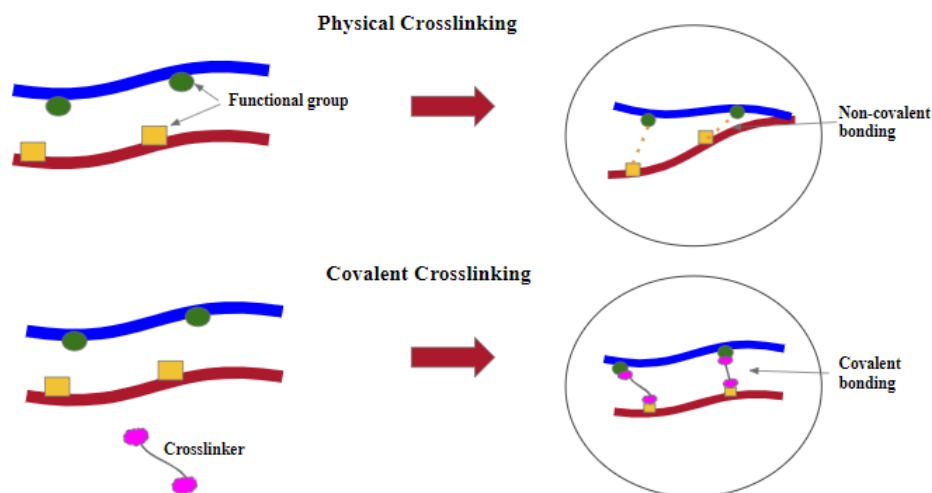 Physical Crosslinking
Functional group
Non-covalent
bonding
Covalent Crosslinking
Covalent
bonding
Crosslinker